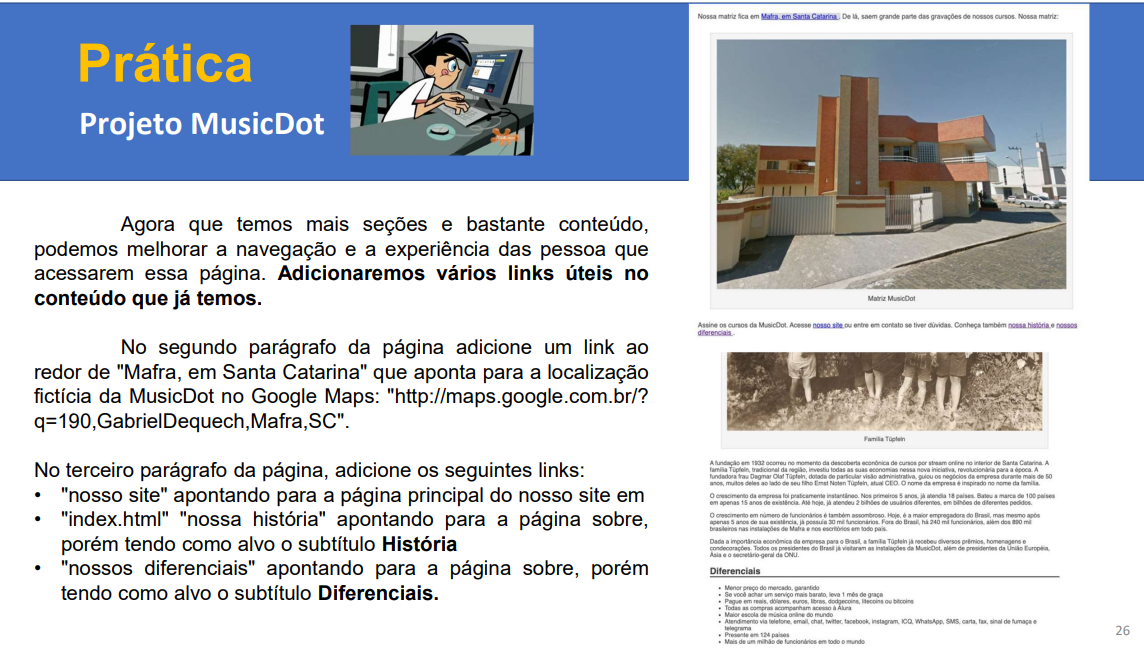 Prática
Projeto MusicDot
Agora que temos mais seções e bastante conteúdo,
podemos melhorar a navegação e a experiência das pessoa que
acessarem essa página. Adicionaremos vários links úteis no
conteúdo que já temos.
No segundo parágrafo da página adicione um link ao
redor de "Mafra, em Santa Catarina" que aponta para a localização
fictícia da MusicDot no Google Maps: "http://maps.google.com.br/?
q=190,GabrielDequech,Mafra,SC".
No terceiro parágrafo da página, adicione os seguintes links:
• "nosso site" apontando para a página principal do nosso site em
• "index.html" "nossa história" apontando para a página sobre,
porém tendo como alvo o subtítulo História
• "nossos diferenciais" apontando para a página sobre, porém
tendo como alvo o subtítulo Diferenciais.
Nossa matriz fica em Mafra, em Santa Catarina . De lá, saem grande parte das gravações de nossos cursos. Nossa matriz:
Matriz MusicDot
Assine os cursos da MusicDot. Acesse nosso site ou entre em contato se tiver dúvidas. Conheça também nossa história e nossos
diferenciais .
Família Tüpfeln
A fundação em 1932 ocorreu no momento da descoberta econônica de cursos por stream online no interior de Santa Catarina. A
família Tüpfeln, tradicional da região, investiu todas as suas economias nessa nova iniciativa, revolucionária para a época. A
fundadora frau Dagmar Olaf Tüpfeln, dotada de particular visão administrativa, guiou os negócios da empresa durante mais de 50
anos, muitos deles ao lado de seu filho Ernst Noten Tüpfeln, atual CEO. O nome da empresa é inspirado no nome da família.
O crescimento da empresa foi praticamente instantâneo. Nos primeiros 5 anos, já atendia 18 países. Bateu a marca de 100 países
em apenas 15 anos de existência. Até hoje, já atendeu 2 bilhões de usuários diferentes, em bilhões de diferentes pedidos.
O crescimento em número de funcionários é também assombroso. Hoje, é a maior empregadora do Brasil, mas mesmo após
apenas 5 anos de sua existência, já possuía 30 mil funcionários. Fora do Brasil, há 240 mil funcionários, além dos 890 mil
brasileiros nas instalações de Mafra e nos escritórios em todo país.
Dada a importância econômica da empresa para o Brasil, a família Tüpfeln já recebeu diversos prêmios, homenagens e
condecorações. Todos os presidentes do Brasil já visitaram as instalações da MusicDot, além de presidentes da União Européia,
Ásia e o secretário-geral da ONU.
Diferenciais
• Menor preço do mercado, garantido
• Se você achar um serviço mais barato, leva 1 mês de graça
• Pague em reais, dólares, euros, libras, dodgecoins, litecoins ou bitcoins
• Todas as compras acompanham acesso à Alura
• Maior escola de música online do mundo
• Atendimento via telefone, email, chat, twitter, facebook, instagram, ICQ, WhatsApp, SMS, carta, fax, sinal de fumaça e
telegrama
• Presente em 124 países
• Mais de um milhão de funcionários em todo o mundo
26